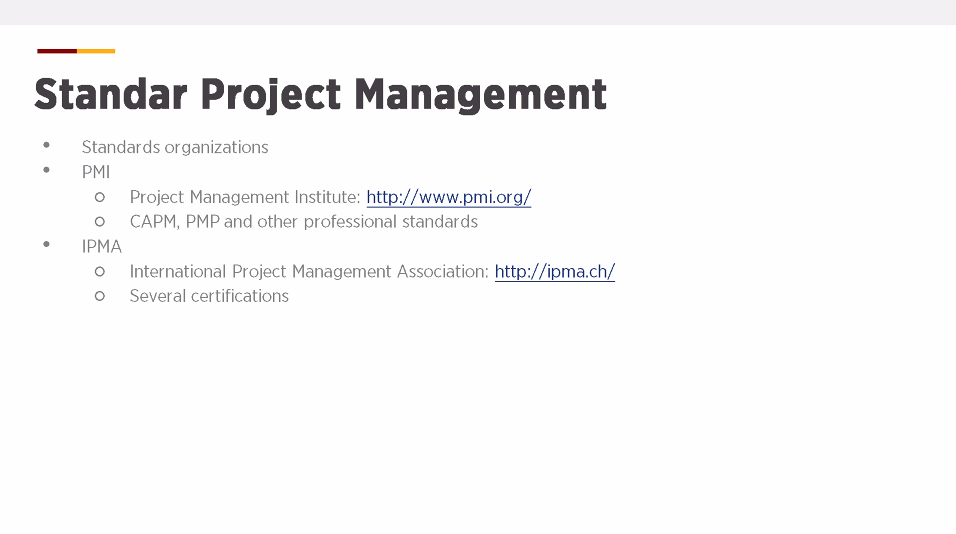 Standar Project Management
• Standards organizations
• PMI
○ Project Management Institute: http://www.pmi.org/
○ CAPM, PMP and other professional standards
• IPMA
○ International Project Management Association: http://ipma.ch/
○ Several certifications